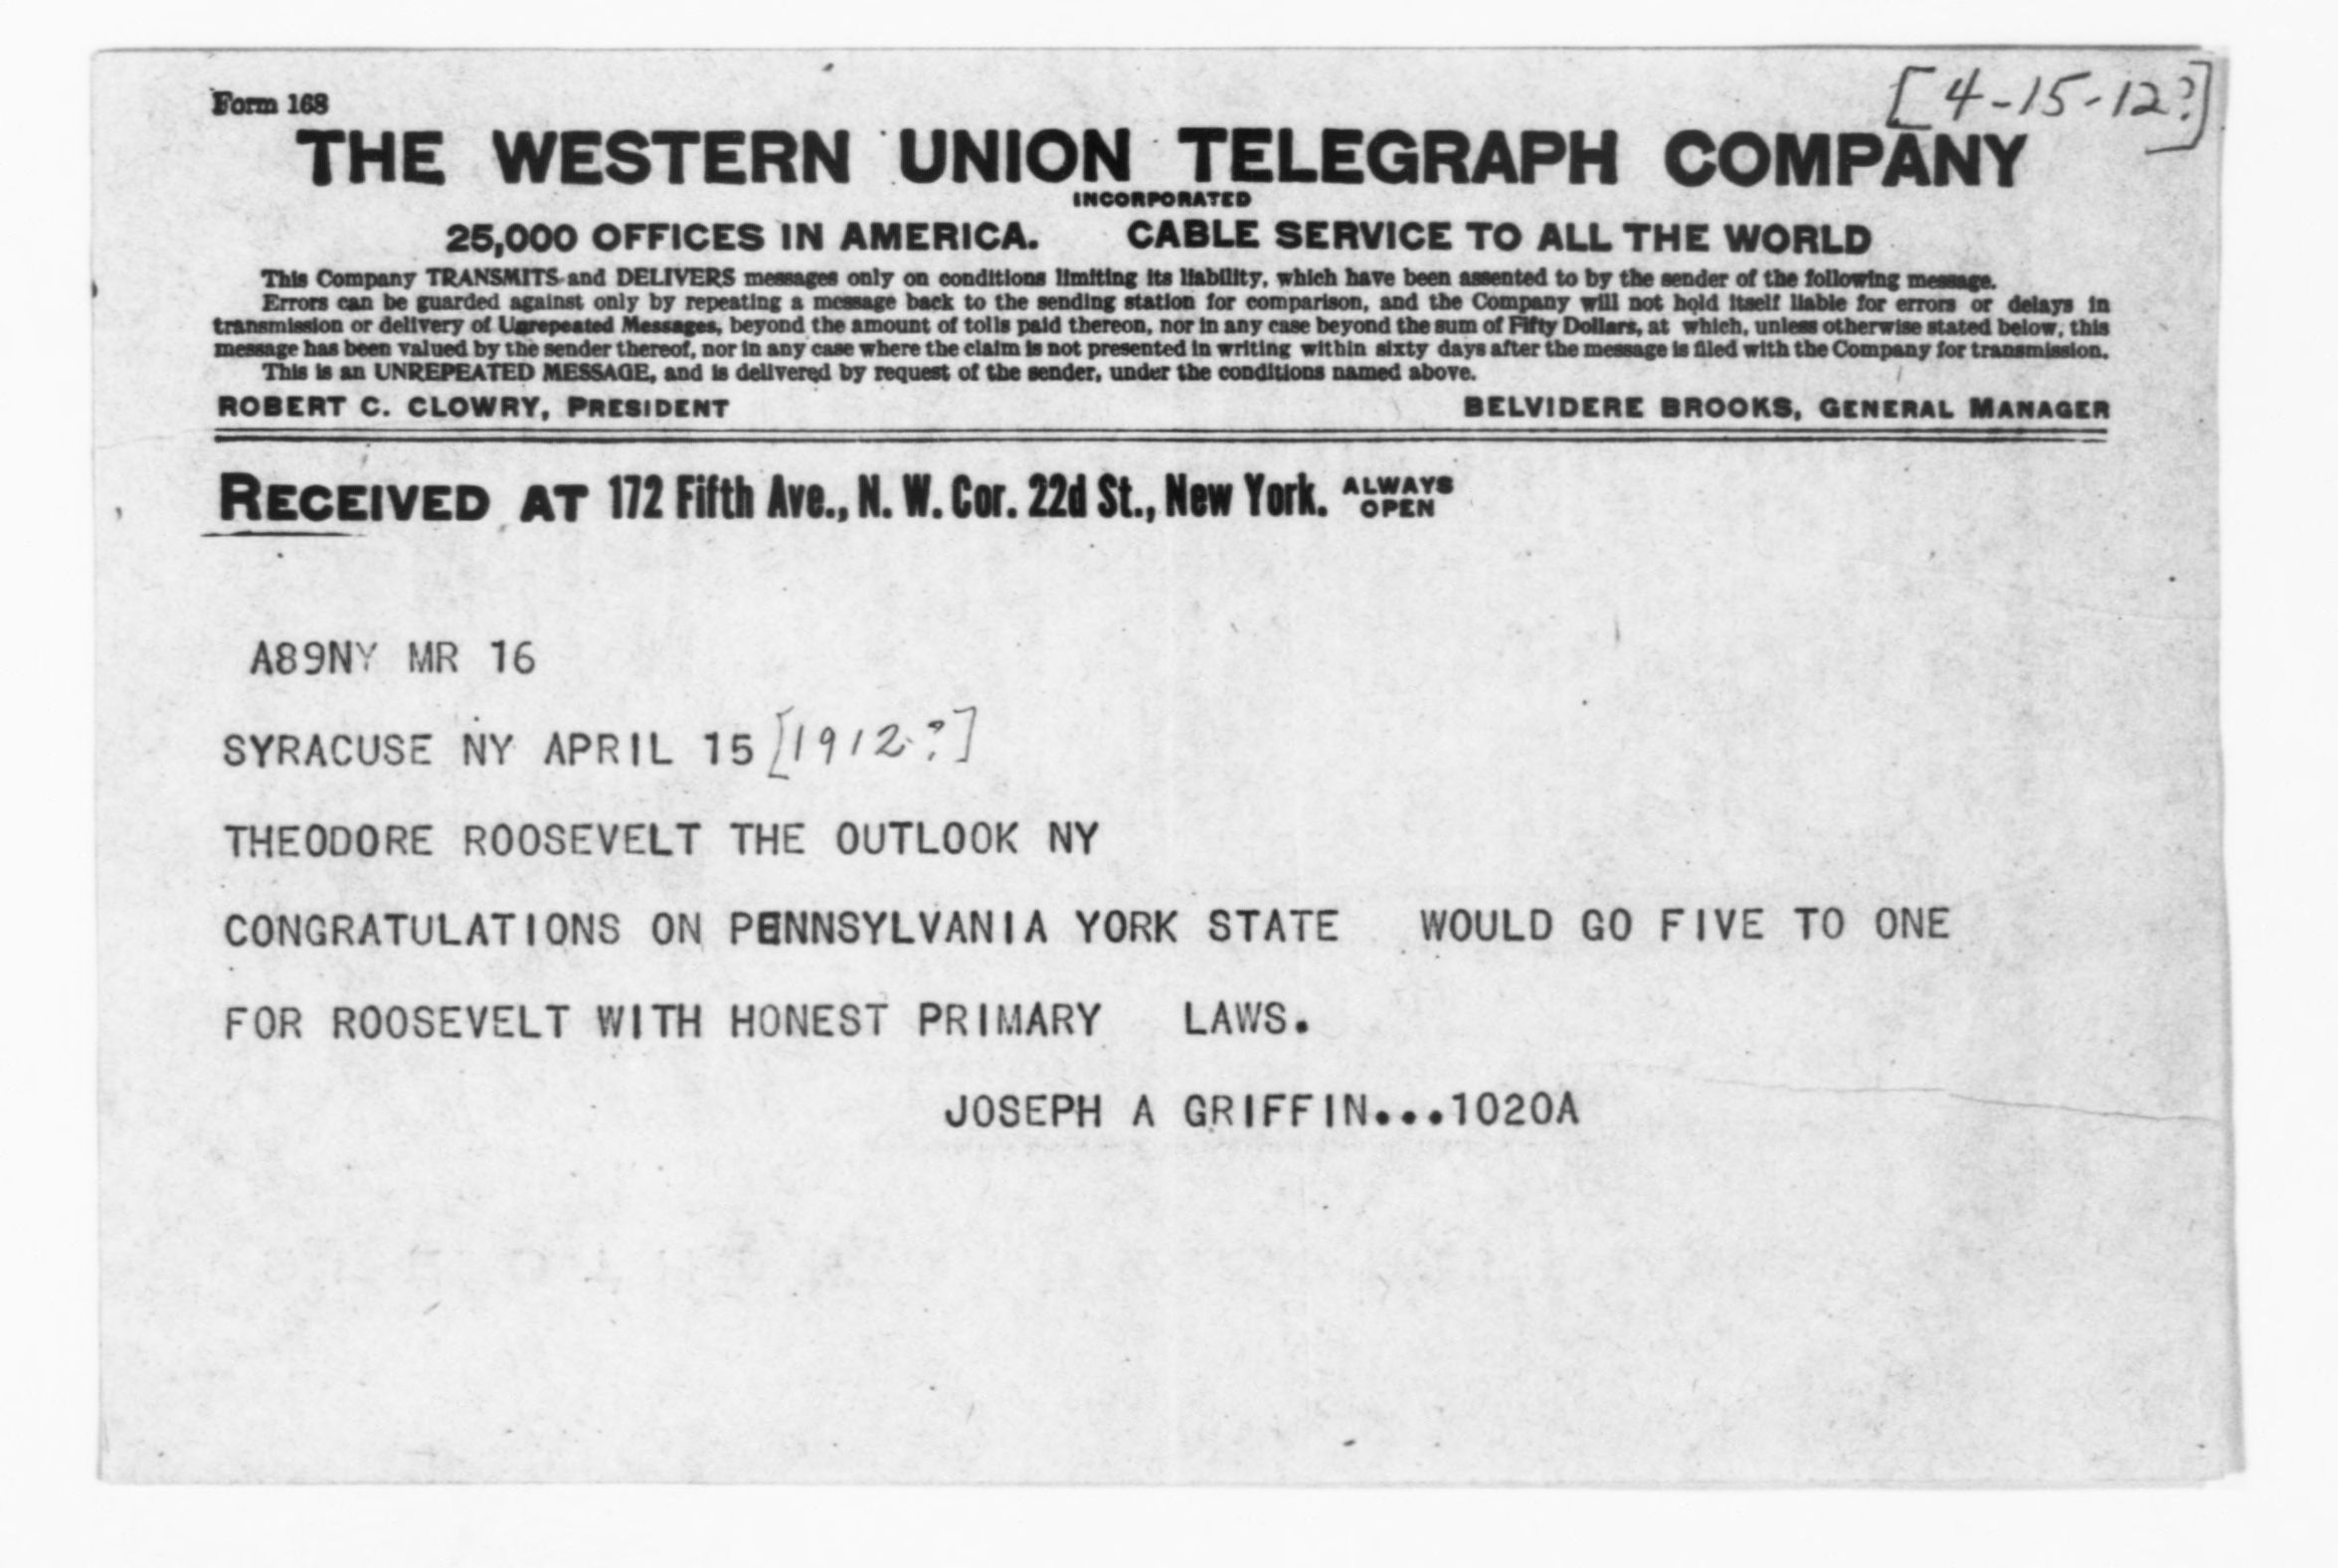 [4-15-12?]
Form 168
THE WESTERN UNION TELEGRAPH COMPANY
INCORPORATED
25,000 OFFICES IN AMERICA. CABLE SERVICE TO ALL THE WORLD
This Company TRANSMITS and DELIVERS messages only on conditions limiting its liability, which have been assented to by the sender of the following message.
Errors can be guarded against only by repeating a message back to the sending station for comparison, and the Company will not hold itself liable for errors or delays in
transmission or delivery of Unrepeated Messages, beyond the amount of tolls paid thereon, nor in any case beyond the sum of Fifty Dollars, at which, unless otherwise stated below, this
message has been valued by the sender thereof, nor in any case where the claim is not presented in writing within sixty days after the message is filed with the Company for transmission.
This is an UNREPEATED MESSAGE, and is delivered by request of the sender, under the conditions named above.
ROBERT C. CLOWRY, PRESIDENT BELVIDERE BROOKS, GENERAL MANAGER
RECEIVED AT 172 Fifth Ave., N. W. Cor. 22d St., New York. ALWAYS OPEN
A89NY MR 16
SYRACUSE NY APRIL 15 [1912?]
THEODORE ROOSEVELT THE OUTLOOK NY
CONGRATULATIONS ON PENNSYLVANIA YORK STATE WOULD GO FIVE TO ONE
FOR ROOSEVELT WITH HONEST PRIMARY LAWS.
JOSEPH A GRIFFIN...1020A